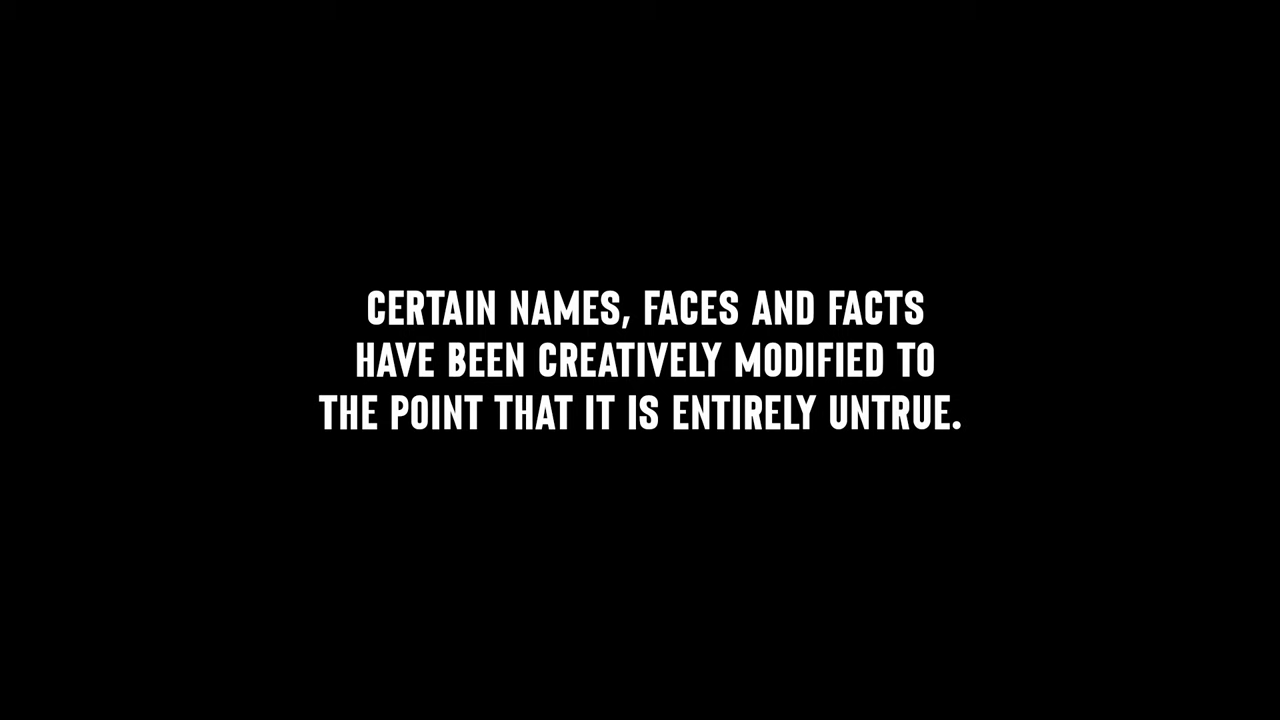 CERTAIN NAMES, FACES AND FACTS
HAVE BEEN CREATIVELY MODIFIED TO
THE POINT THAT IT IS ENTIRELY UNTRUE.